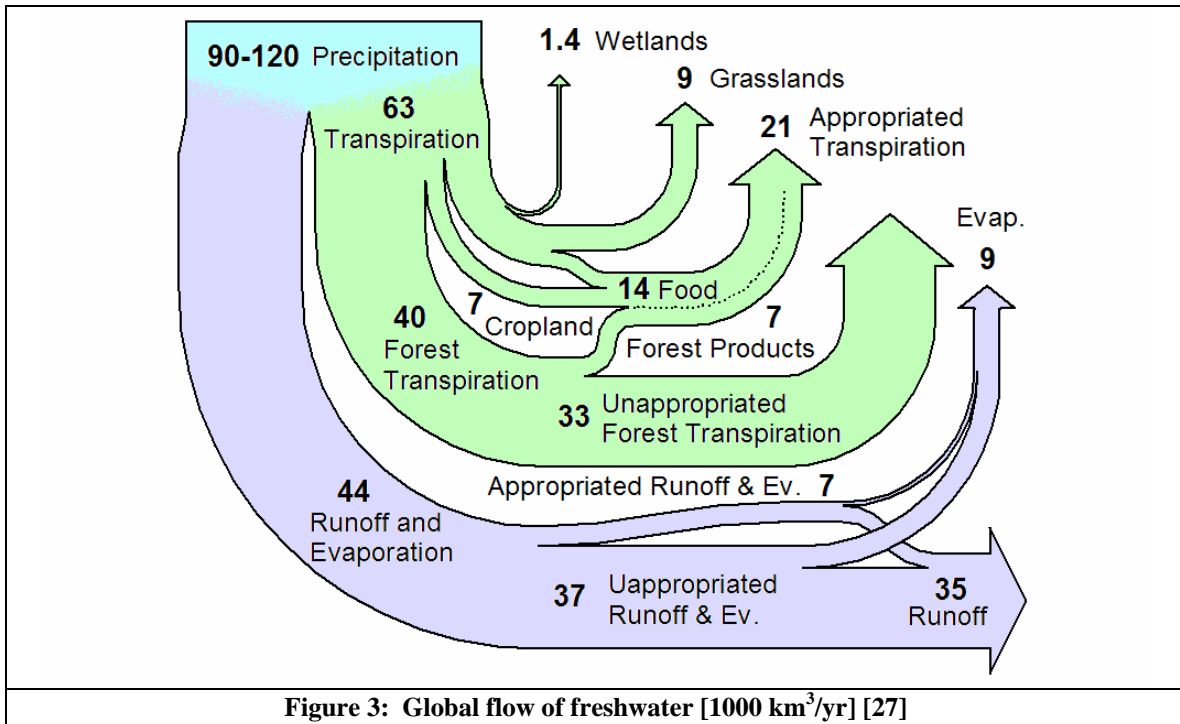 90-120 Precipitation
63
Transpiration
1.4 Wetlands
9 Grasslands
21 Appropriated
Transpiration
Evap.
9
14 Food
7
Cropland
7
Forest Products
40
Forest
Transpiration
33 Unappropriated
Forest Transpiration
Appropriated Runoff & Ev. 7
44
Runoff and
Evaporation
37 Uappropriated
Runoff & Ev.
35
Runoff
Figure 3: Global flow of freshwater [1000 km³/yr] [27]